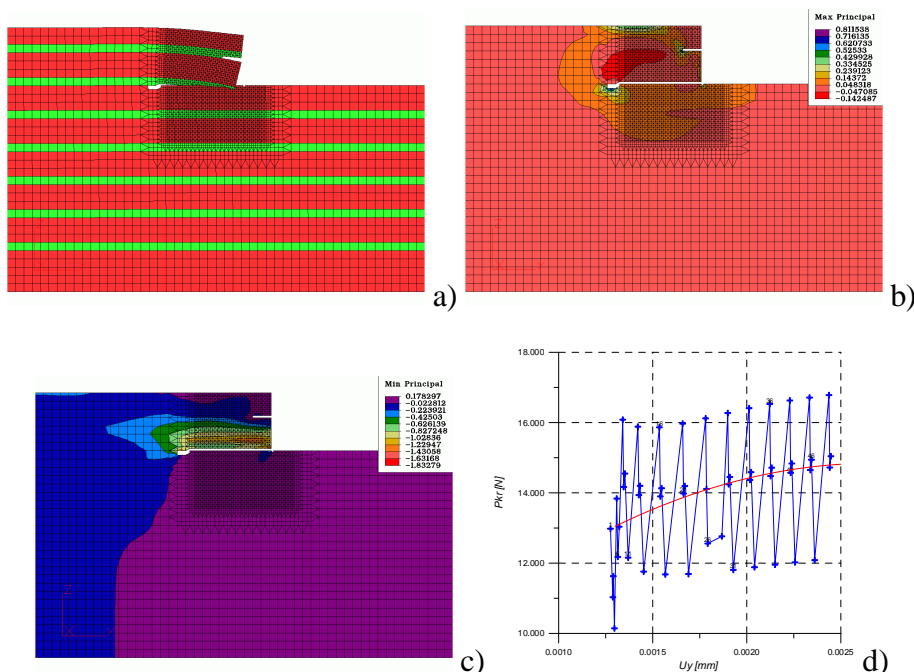 Max Principal
0.811538
0.716135
0.620733
0.52533
0.429928
0.334525
0.239123
0.14372
0.048318
-0.047085
-0.142487
a)
b)
Min Principal
0.178297
-0.022812
-0.223921
-0.42503
-0.626139
-0.827248
-1.02836
-1.22947
-1.43058
-1.63168
-1.83279
Z
X
Y
c)
18.000
16.000
14.000
12.000
10.000
Pkr [N]
0.0010
0.0015
0.0020
0.0025
Uy [mm]
d)